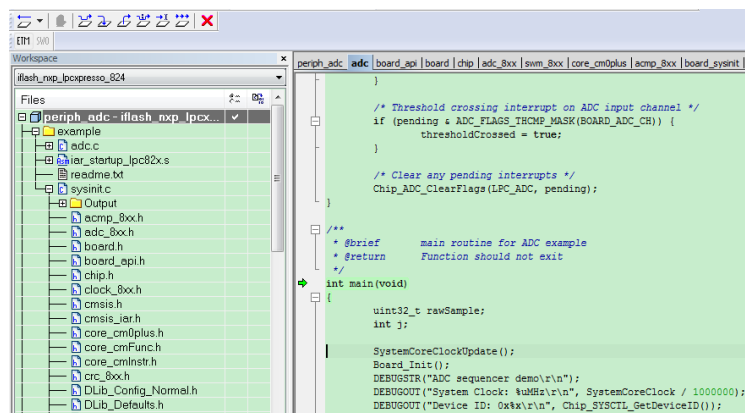 ETM SWO
Workspace
iflash_nxp_lpcxpresso_824
Files
periph_adc - iflash_nxp_lpcx...
example
adc.c
iar_startup_lpc82x.s
readme.txt
sysinit.c
Output
acmp_8xx.h
adc_8xx.h
board.h
board_api.h
chip.h
clock_8xx.h
cmsis.h
cmsis_iar.h
core_cm0plus.h
core_cmFunc.h
core_cmInstr.h
crc_8xx.h
DLib_Config_Normal.h
DLib_Defaults.h
periph_adc adc board_api board chip adc_8xx swm_8xx core_cm0plus acmp_8xx board_sysinit
}
/* Threshold crossing interrupt on ADC input channel */
if (pending & ADC_FLAGS_THCMP_MASK(BOARD_ADC_CH)) {
thresholdCrossed = true;
}
/* Clear any pending interrupts */
Chip_ADC_ClearFlags(LPC_ADC, pending);
}
/**
* @brief main routine for ADC example
* @return Function should not exit
*/
int main(void)
{
uint32_t rawSample;
int j;
SystemCoreClockUpdate();
Board_Init();
DEBUGSTR("ADC sequencer demo\r\n");
DEBUGOUT("System Clock: %uMHz\r\n", SystemCoreClock / 1000000);
DEBUGOUT("Device ID: 0x%x\r\n", Chip_SYSCTL_GetDeviceID());